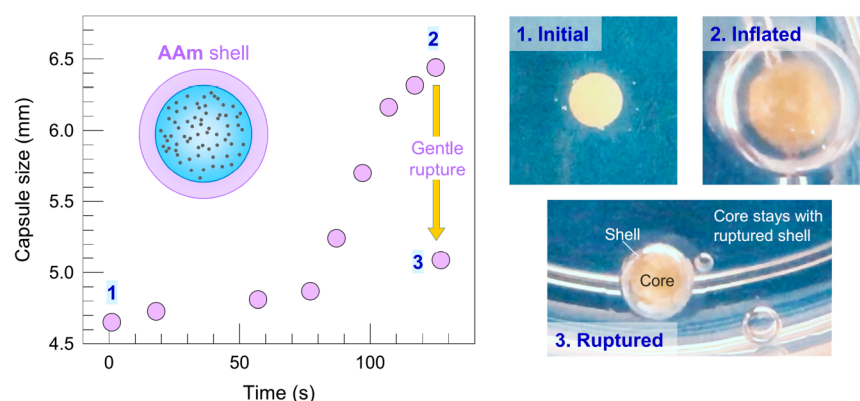 Capsule size (mm)
6.5
6.0
5.5
5.0
4.5
0
50
100
Time (s)
AAm shell
1
2
Gentle
rupture
3
1. Initial
2. Inflated
Shell
Core
Core stays with
ruptured shell
3. Ruptured